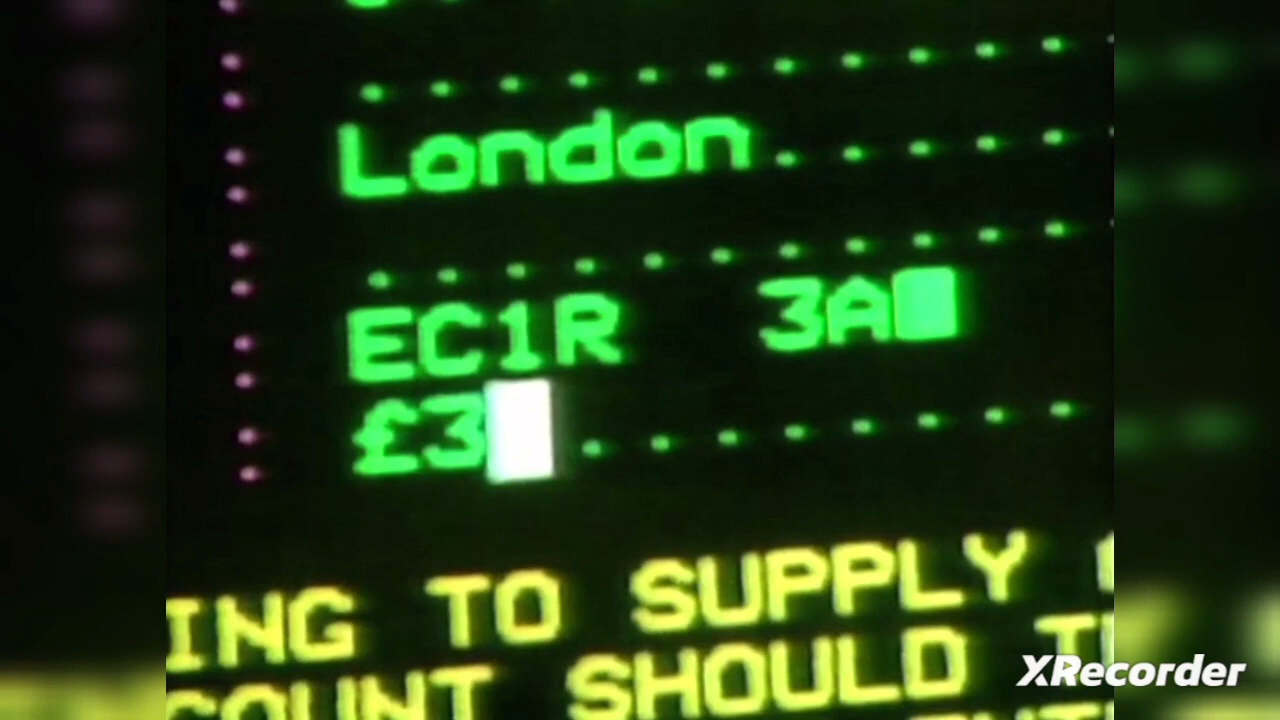 London
EC1R 3A
£3
ING TO SUPPLY
COUNT SHOULD
XRecorder